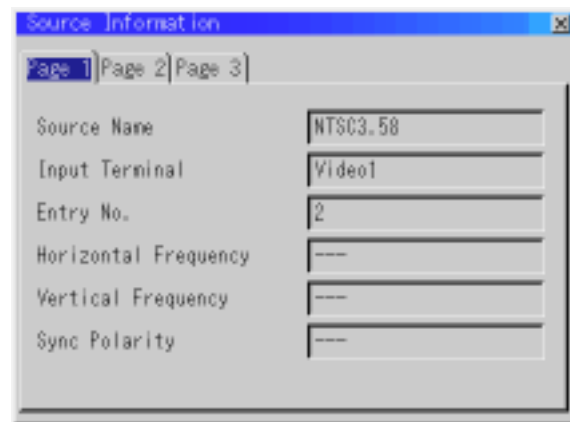 Source Information
Page 1 Page 2 Page 3
Source Name NTSC3.58
Input Terminal Video1
Entry No. 2
Horizontal Frequency ---
Vertical Frequency ---
Sync Polarity ---